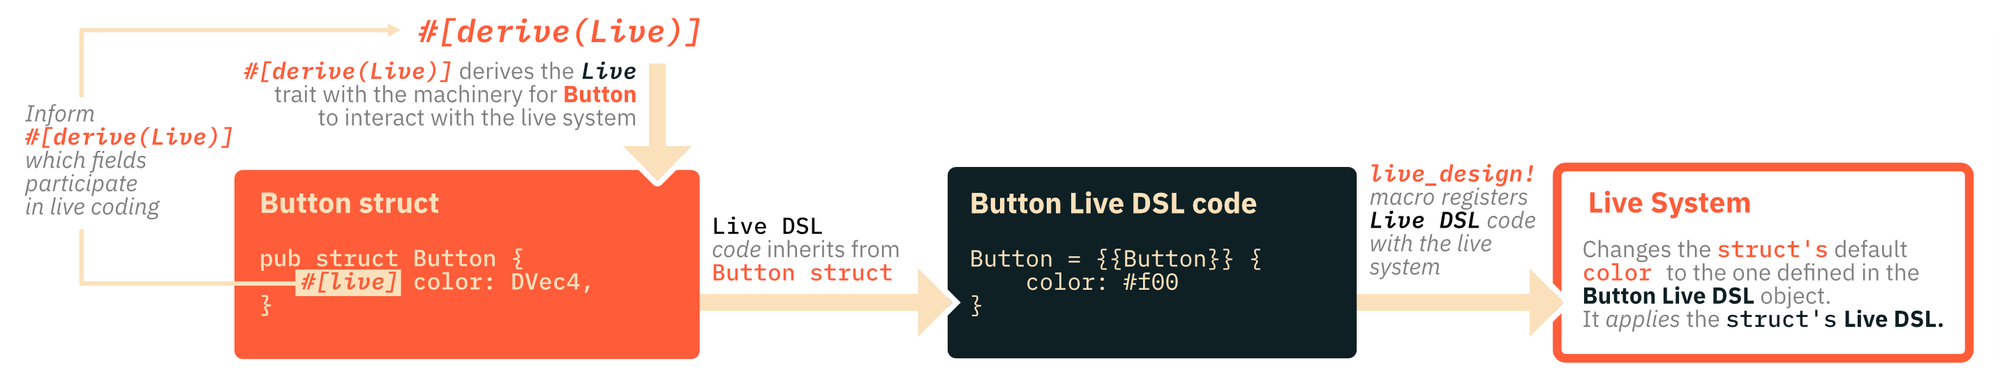 #[derive(Live)]
#[derive(Live)] derives the Live
trait with the machinery for Button
to interact with the live system
Inform
#[derive(Live)]
which fields
participate
in live coding
Button struct
pub struct Button {
#[live] color: DVec4,
}
Live DSL
code inherits from
Button struct
Button Live DSL code
Button = {{Button}} {
color: #f00
}
live_design!
macro registers
Live DSL code
with the live
system
Live System
Changes the struct's default
color to the one defined in the
Button Live DSL object.
It applies the struct's Live DSL.